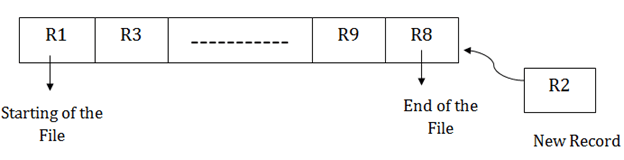 R1 R3 ----------- R9 R8
R2
Starting of the
File
End of the
File
New Record